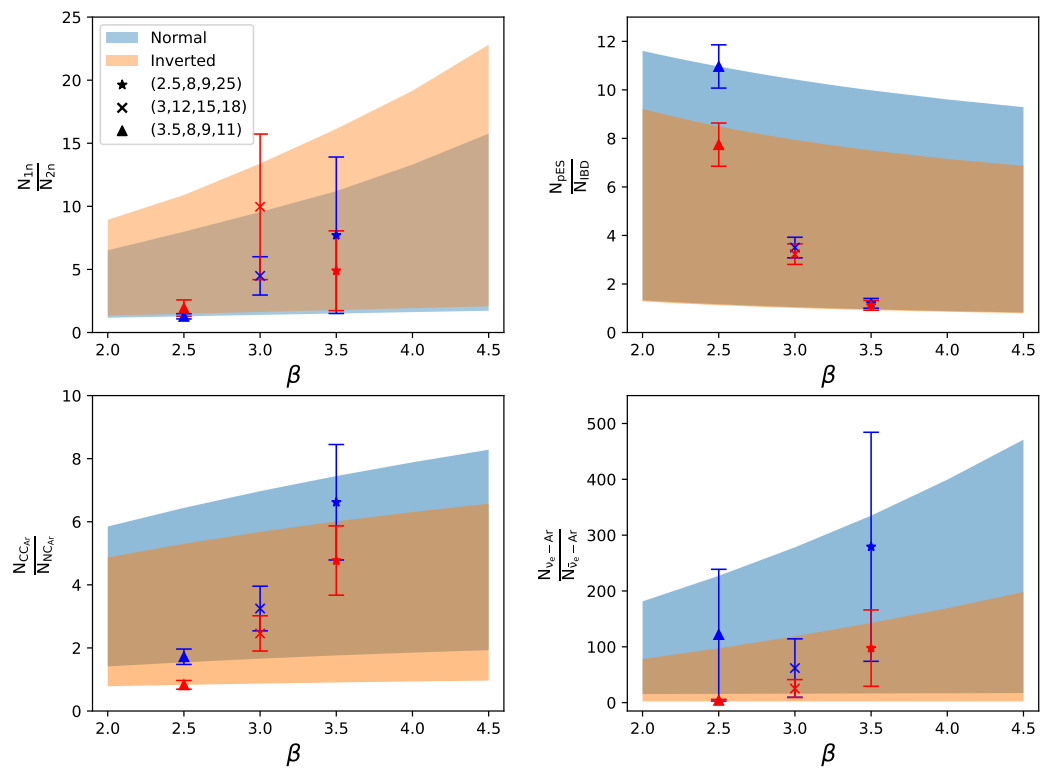 25
20
15
10
5
0
N1n
N2n
Normal
Inverted
(2.5,8,9,25)
(3,12,15,18)
(3.5,8,9,11)
2.0 2.5 3.0 3.5 4.0 4.5
β
12
10
8
6
4
2
0
NpES
NIBD
2.0 2.5 3.0 3.5 4.0 4.5
β
10
8
6
4
2
0
NCCAr
NNCAr
2.0 2.5 3.0 3.5 4.0 4.5
β
500
400
300
200
100
0
Nνe−Ar
Nν̄e−Ar
2.0 2.5 3.0 3.5 4.0 4.5
β